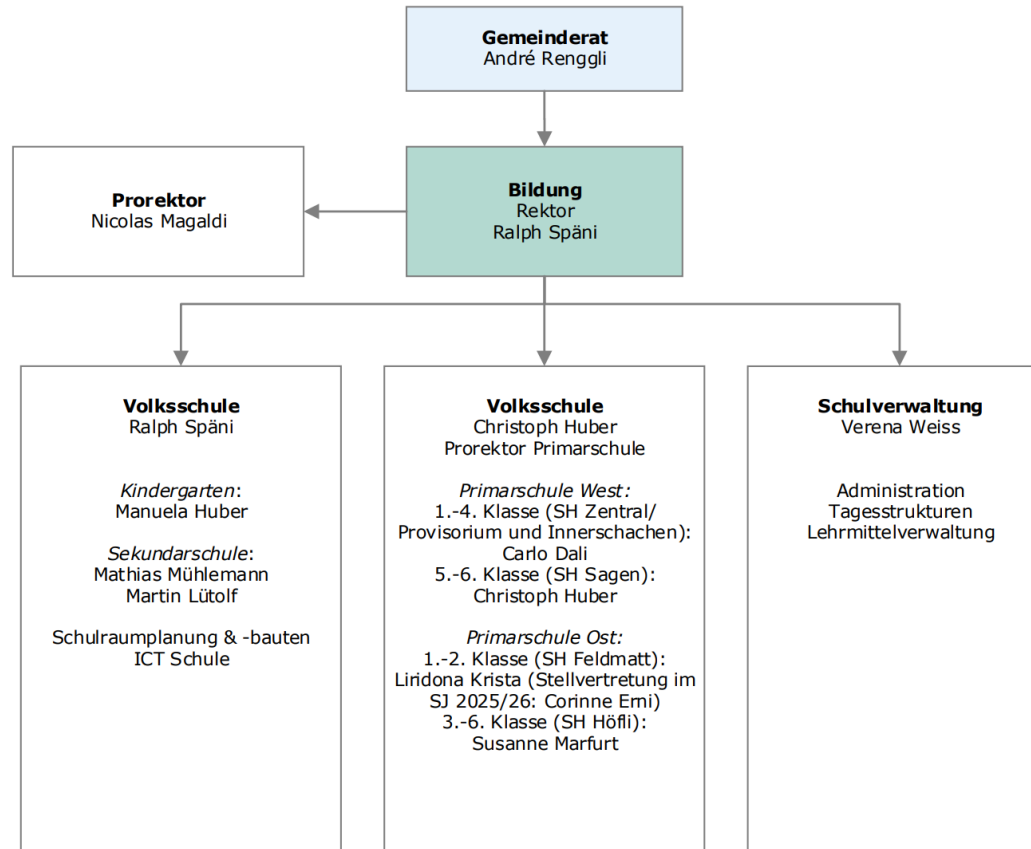 Gemeinderat
André Renggli
Prorektor
Nicolas Magaldi
Bildung
Rektor
Ralph Späni
Volksschule
Ralph Späni
Kindergarten:
Manuela Huber
Sekundarschule:
Mathias Mühlemann
Martin Lütolf
Schulraumplanung & -bauten
ICT Schule
Volksschule
Christoph Huber
Prorektor Primarschule
Primarschule West:
1.-4. Klasse (SH Zentral/
Provisorium und Innerschachen):
Carlo Dali
5.-6. Klasse (SH Sagen):
Christoph Huber
Primarschule Ost:
1.-2. Klasse (SH Feldmatt):
Liridona Krista (Stellvertretung im
SJ 2025/26: Corinne Erni)
3.-6. Klasse (SH Höfli):
Susanne Marfurt
Schulverwaltung
Verena Weiss
Administration
Tagesstrukturen
Lehrmittelverwaltung